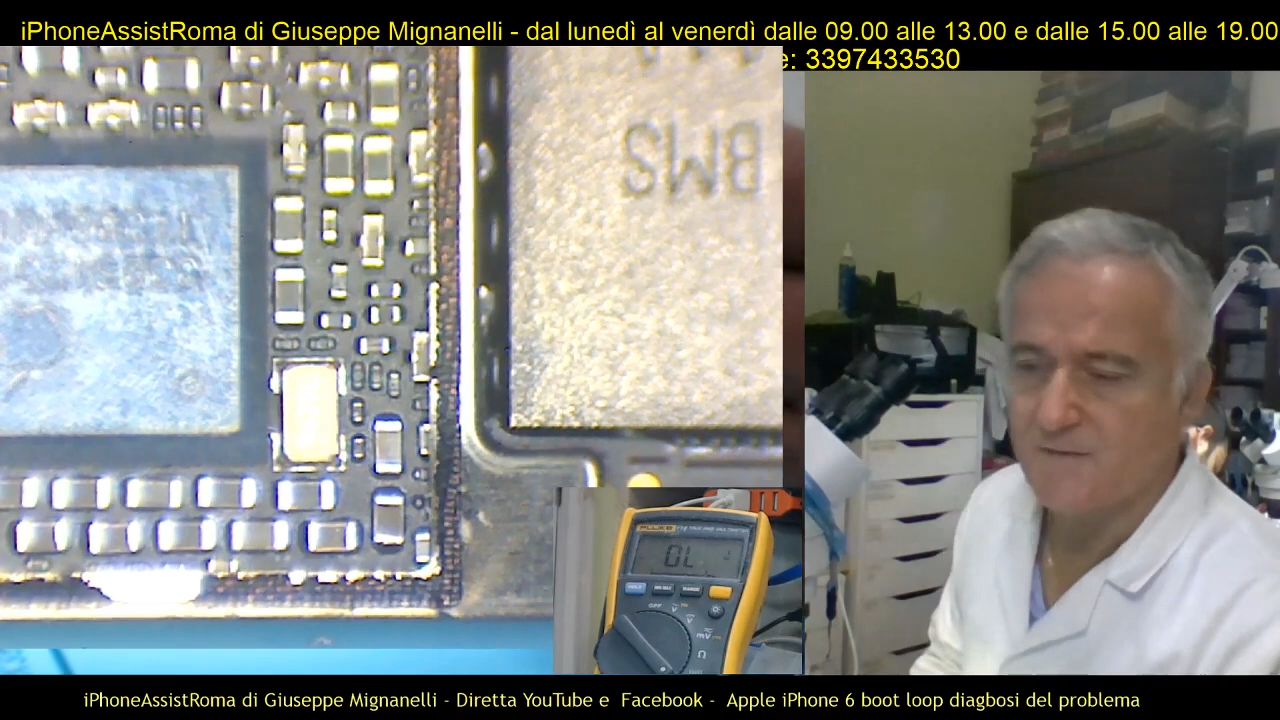 iPhoneAssistRoma di Giuseppe Mignanelli - dal lunedì al venerdì dalle 09.00 alle 13.00 e dalle 15.00 alle 19.00
e: 3397433530
BMS
FLUKE
OL
OFF
mV
Ω
iPhoneAssistRoma di Giuseppe Mignanelli - Diretta YouTube e Facebook - Apple iPhone 6 boot loop diagbosi del problema